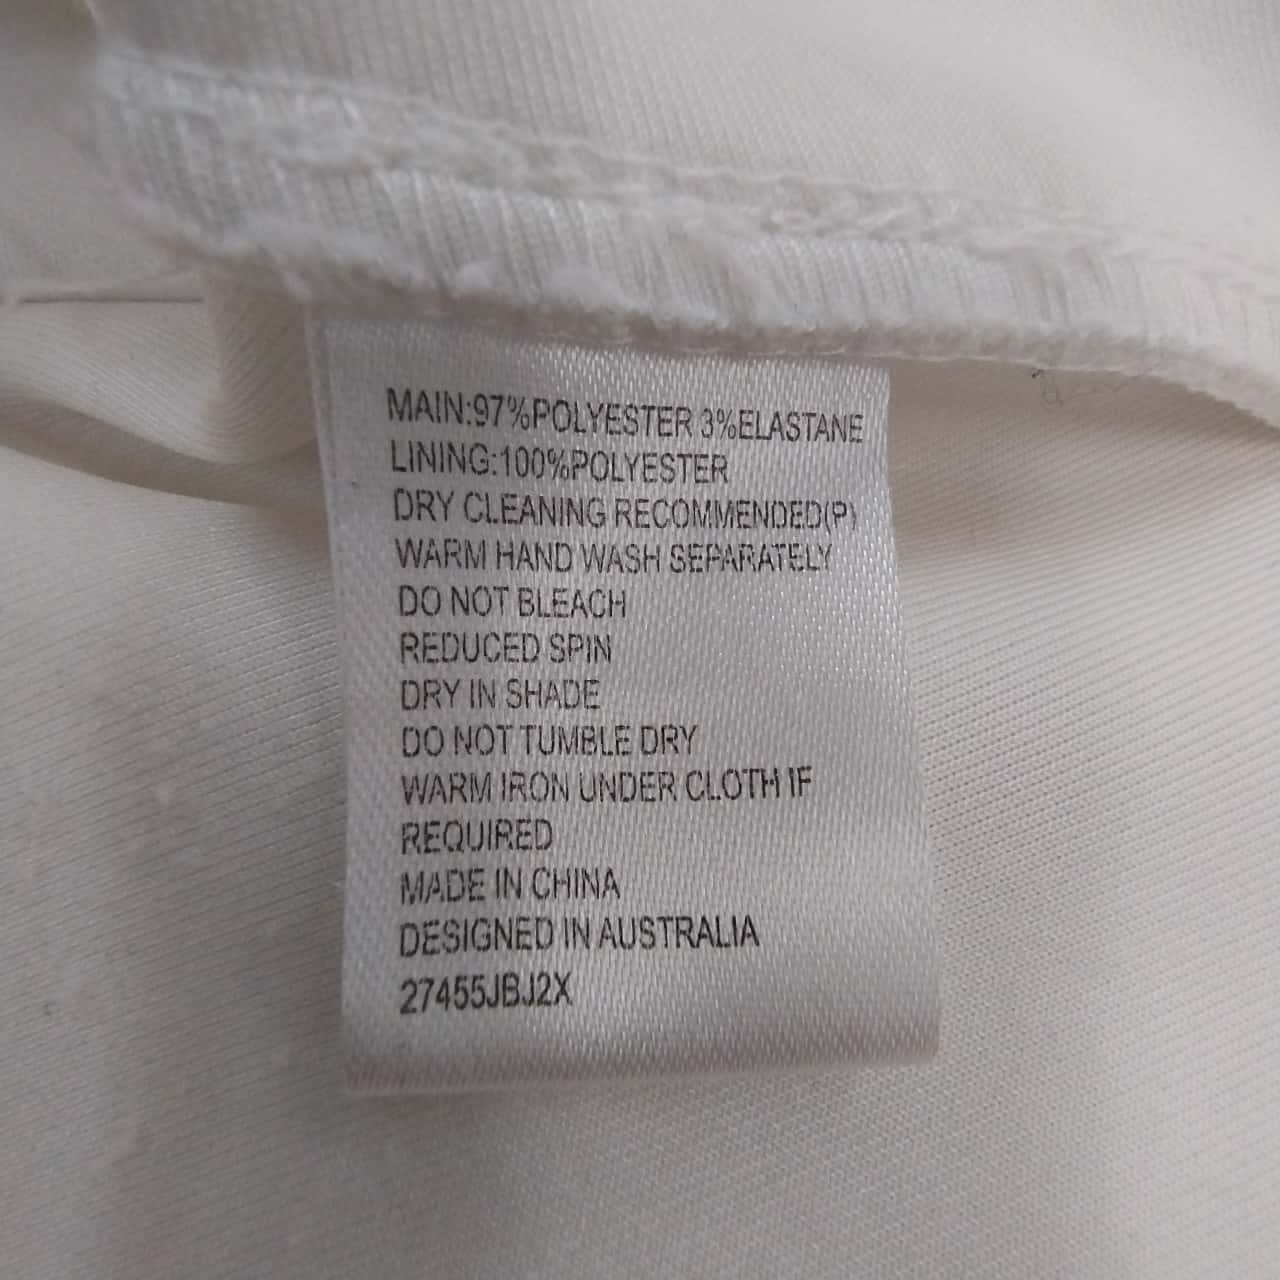 MAIN:97%POLYESTER 3%ELASTANE
LINING:100%POLYESTER
DRY CLEANING RECOMMENDED(P)
WARM HAND WASH SEPARATELY
DO NOT BLEACH
REDUCED SPIN
DRY IN SHADE
DO NOT TUMBLE DRY
WARM IRON UNDER CLOTH IF
REQUIRED
MADE IN CHINA
DESIGNED IN AUSTRALIA
27455JBJ2X